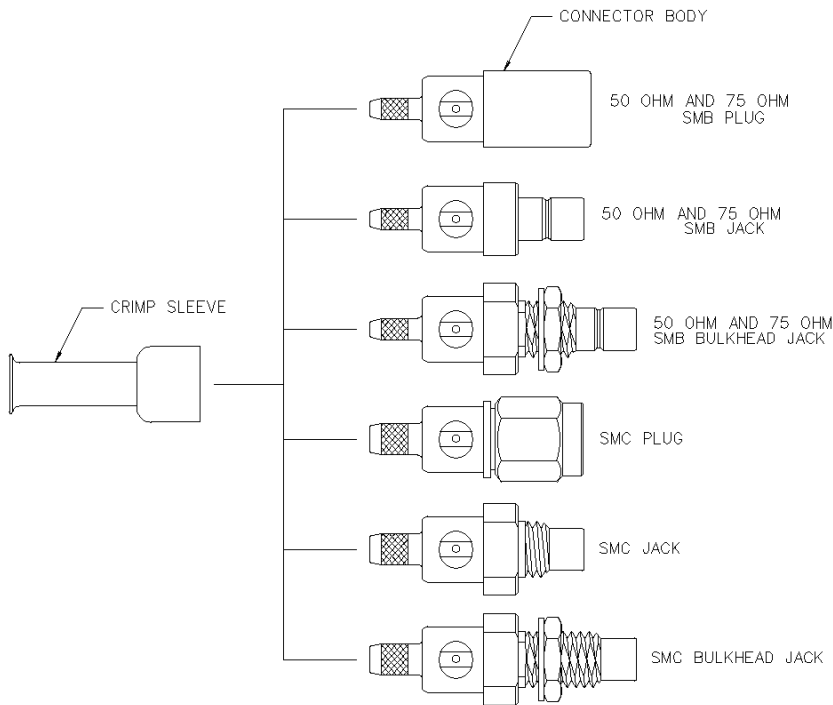 CONNECTOR BODY
50 OHM AND 75 OHM
SMB PLUG
50 OHM AND 75 OHM
SMB JACK
CRIMP SLEEVE
50 OHM AND 75 OHM
SMB BULKHEAD JACK
SMC PLUG
SMC JACK
SMC BULKHEAD JACK